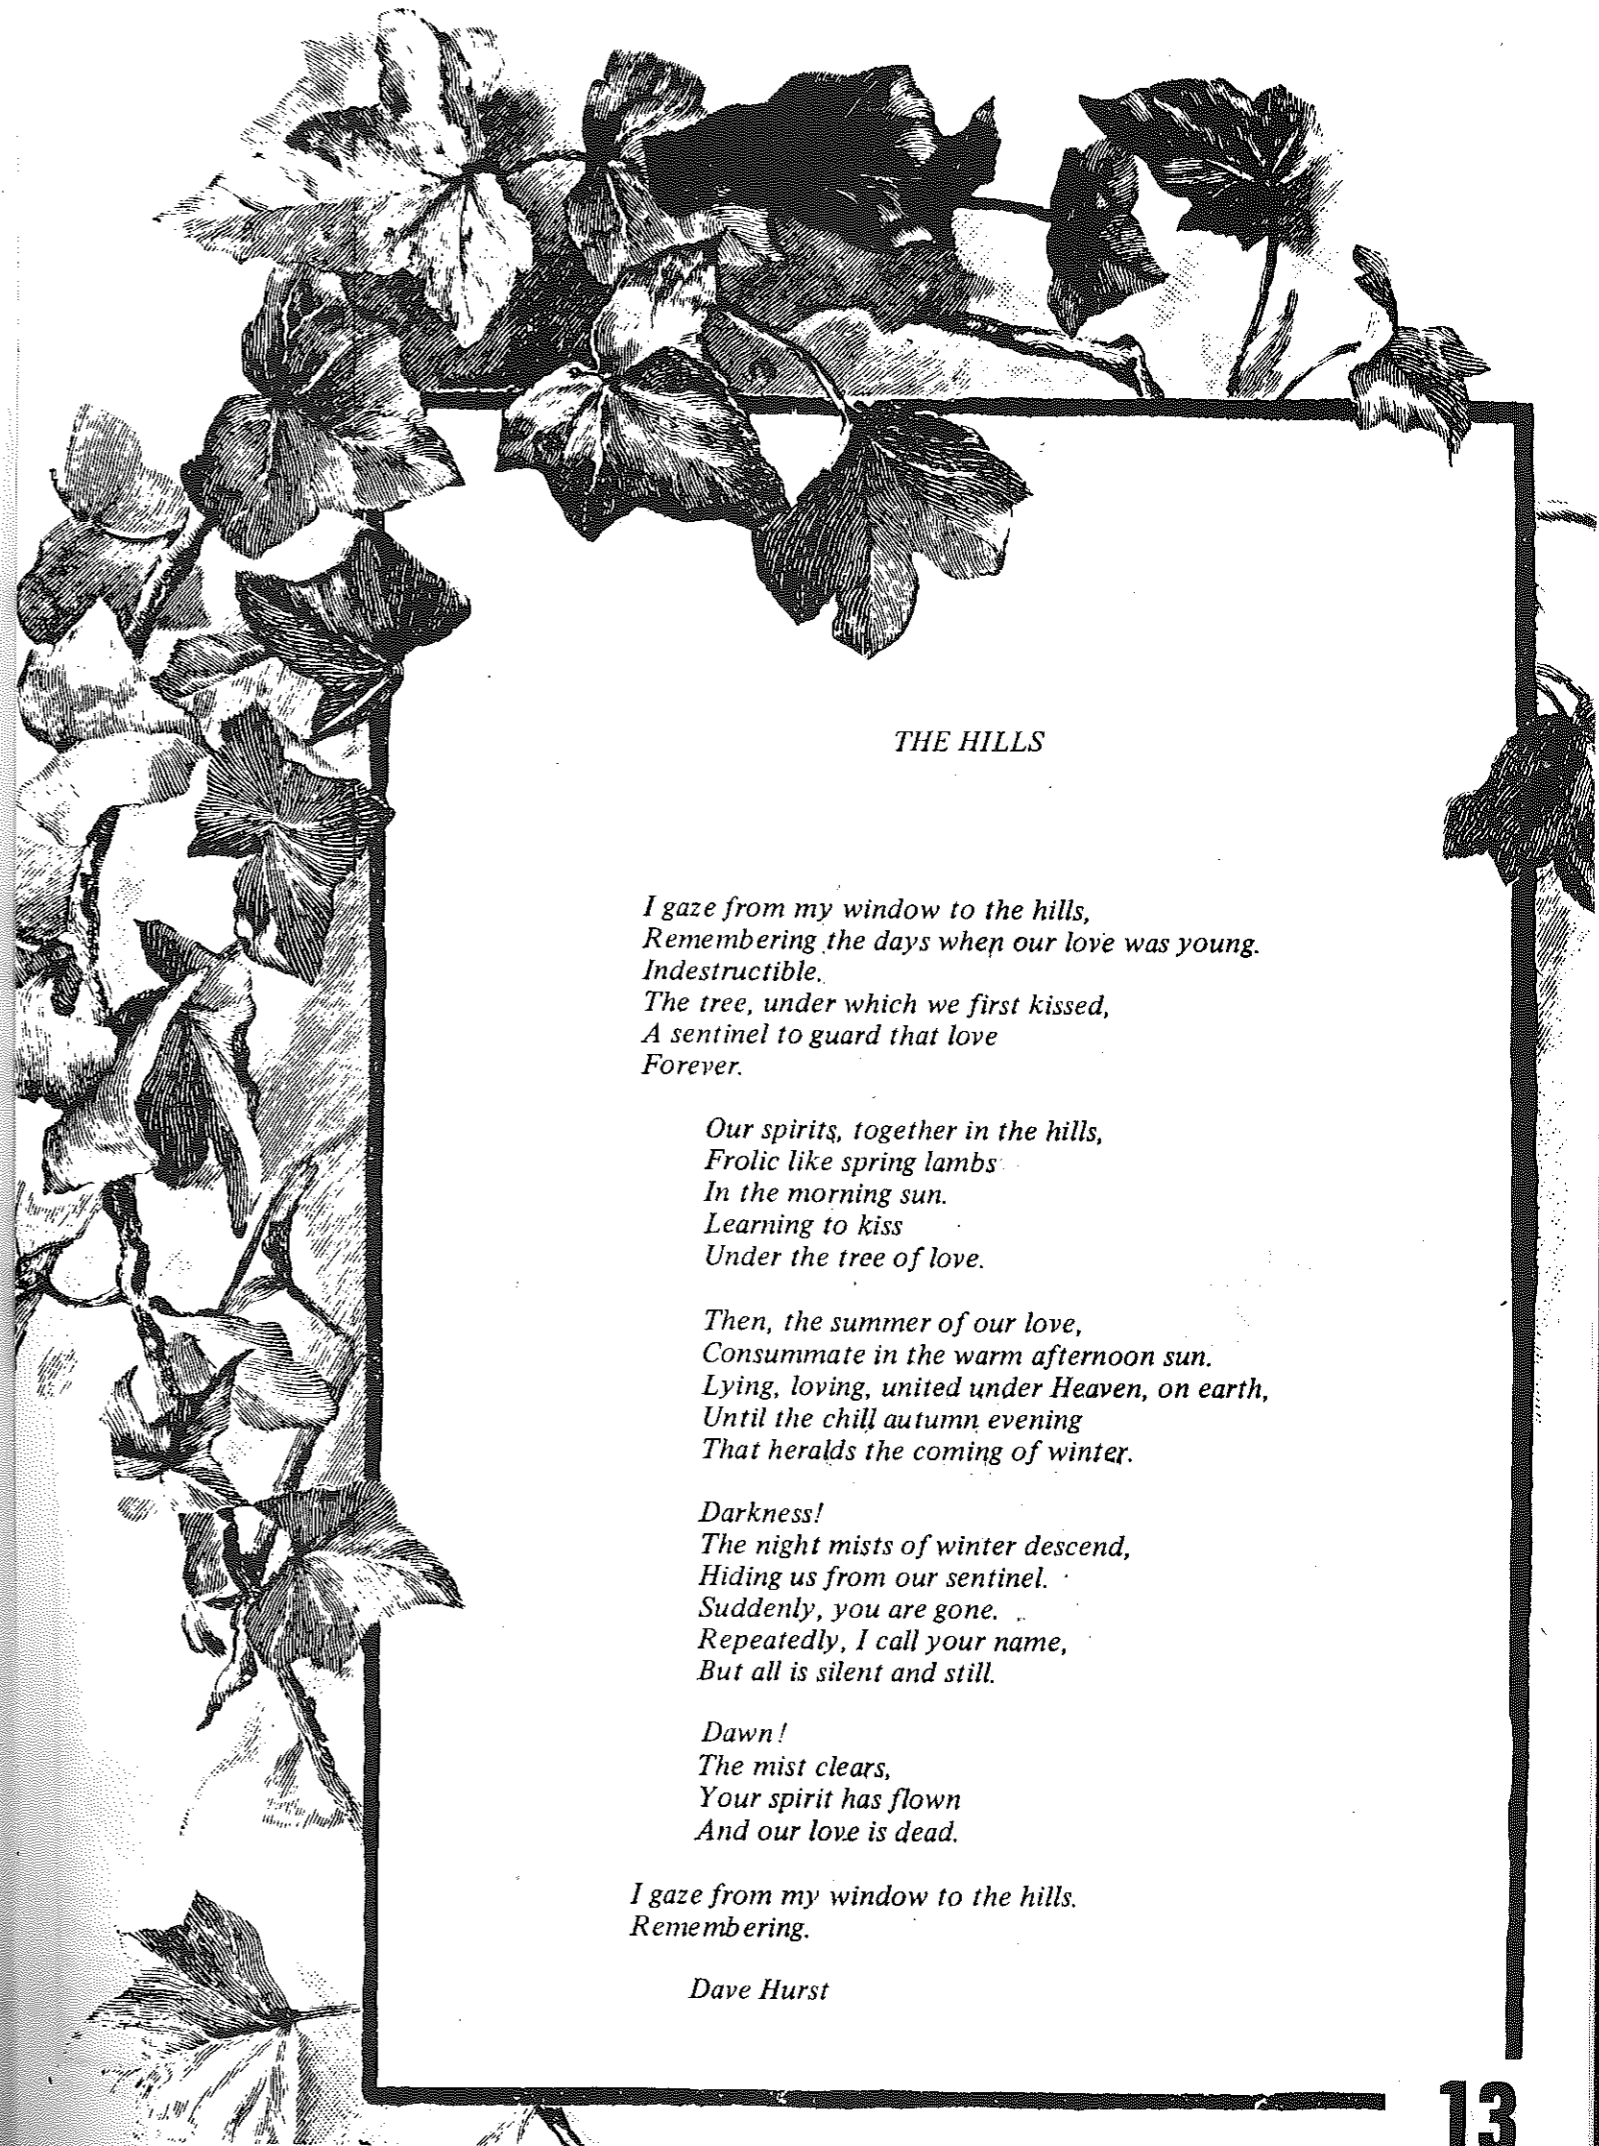 THE HILLS
I gaze from my window to the hills,
Remembering the days when our love was young.
Indestructible.
The tree, under which we first kissed,
A sentinel to guard that love
Forever.
Our spirits, together in the hills,
Frolic like spring lambs
In the morning sun.
Learning to kiss
Under the tree of love.
Then, the summer of our love,
Consummate in the warm afternoon sun.
Lying, loving, united under Heaven, on earth,
Until the chill autumn evening
That heralds the coming of winter.
Darkness!
The night mists of winter descend,
Hiding us from our sentinel.
Suddenly, you are gone.
Repeatedly, I call your name,
But all is silent and still.
Dawn!
The mist clears,
Your spirit has flown
And our love is dead.
I gaze from my window to the hills.
Remembering.
Dave Hurst
13